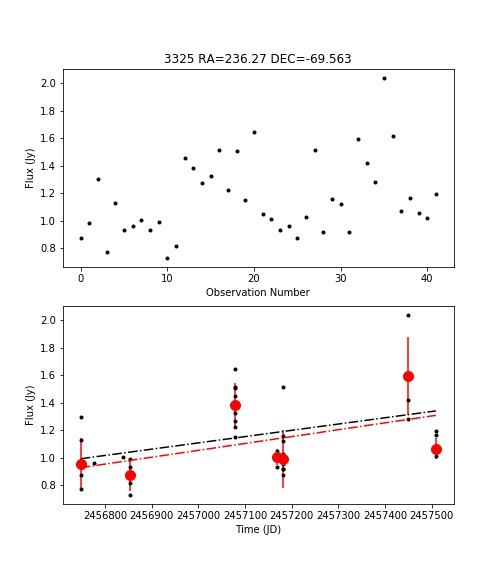 3325 RA=236.27 DEC=-69.563
Flux (Jy)
2.0
1.8
1.6
1.4
1.2
1.0
0.8
0 10 20 30 40
Observation Number
Flux (Jy)
2.0
1.8
1.6
1.4
1.2
1.0
0.8
2456800 2456900 2457000 2457100 2457200 2457300 2457400 2457500
Time (JD)